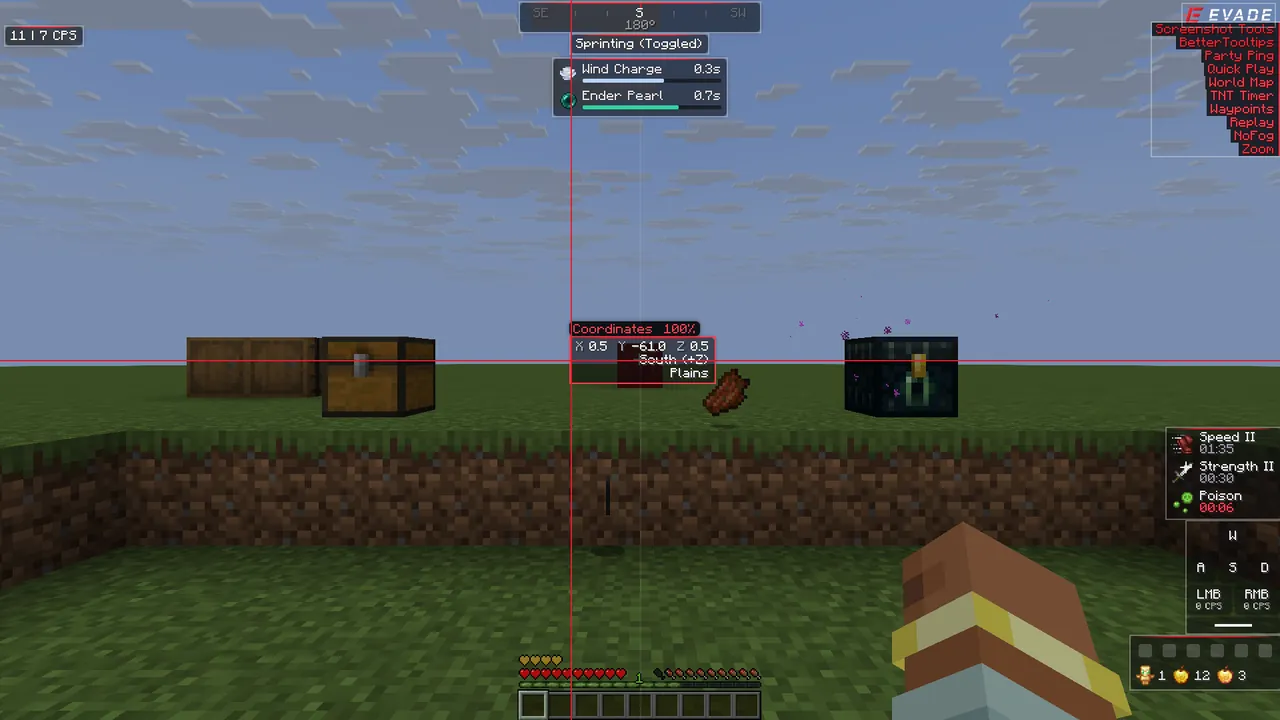 SE S SW
180°
EVADE
11 | 7 CPS
Sprinting (Toggled)
Wind Charge 0.3s
Ender Pearl 0.7s
Screenshot Tools
BetterTooltips
Party Ping
Quick Play
World Map
TNT Timer
Waypoints
Replay
NoFog
Zoom
Coordinates 100%
X 0.5 Y -61.0 Z 0.5
South (+Z)
Plains
Speed II
01:35
Strength II
00:30
Poison
00:06
W
A S D
LMB RMB
0 CPS 0 CPS
1 12 3
1